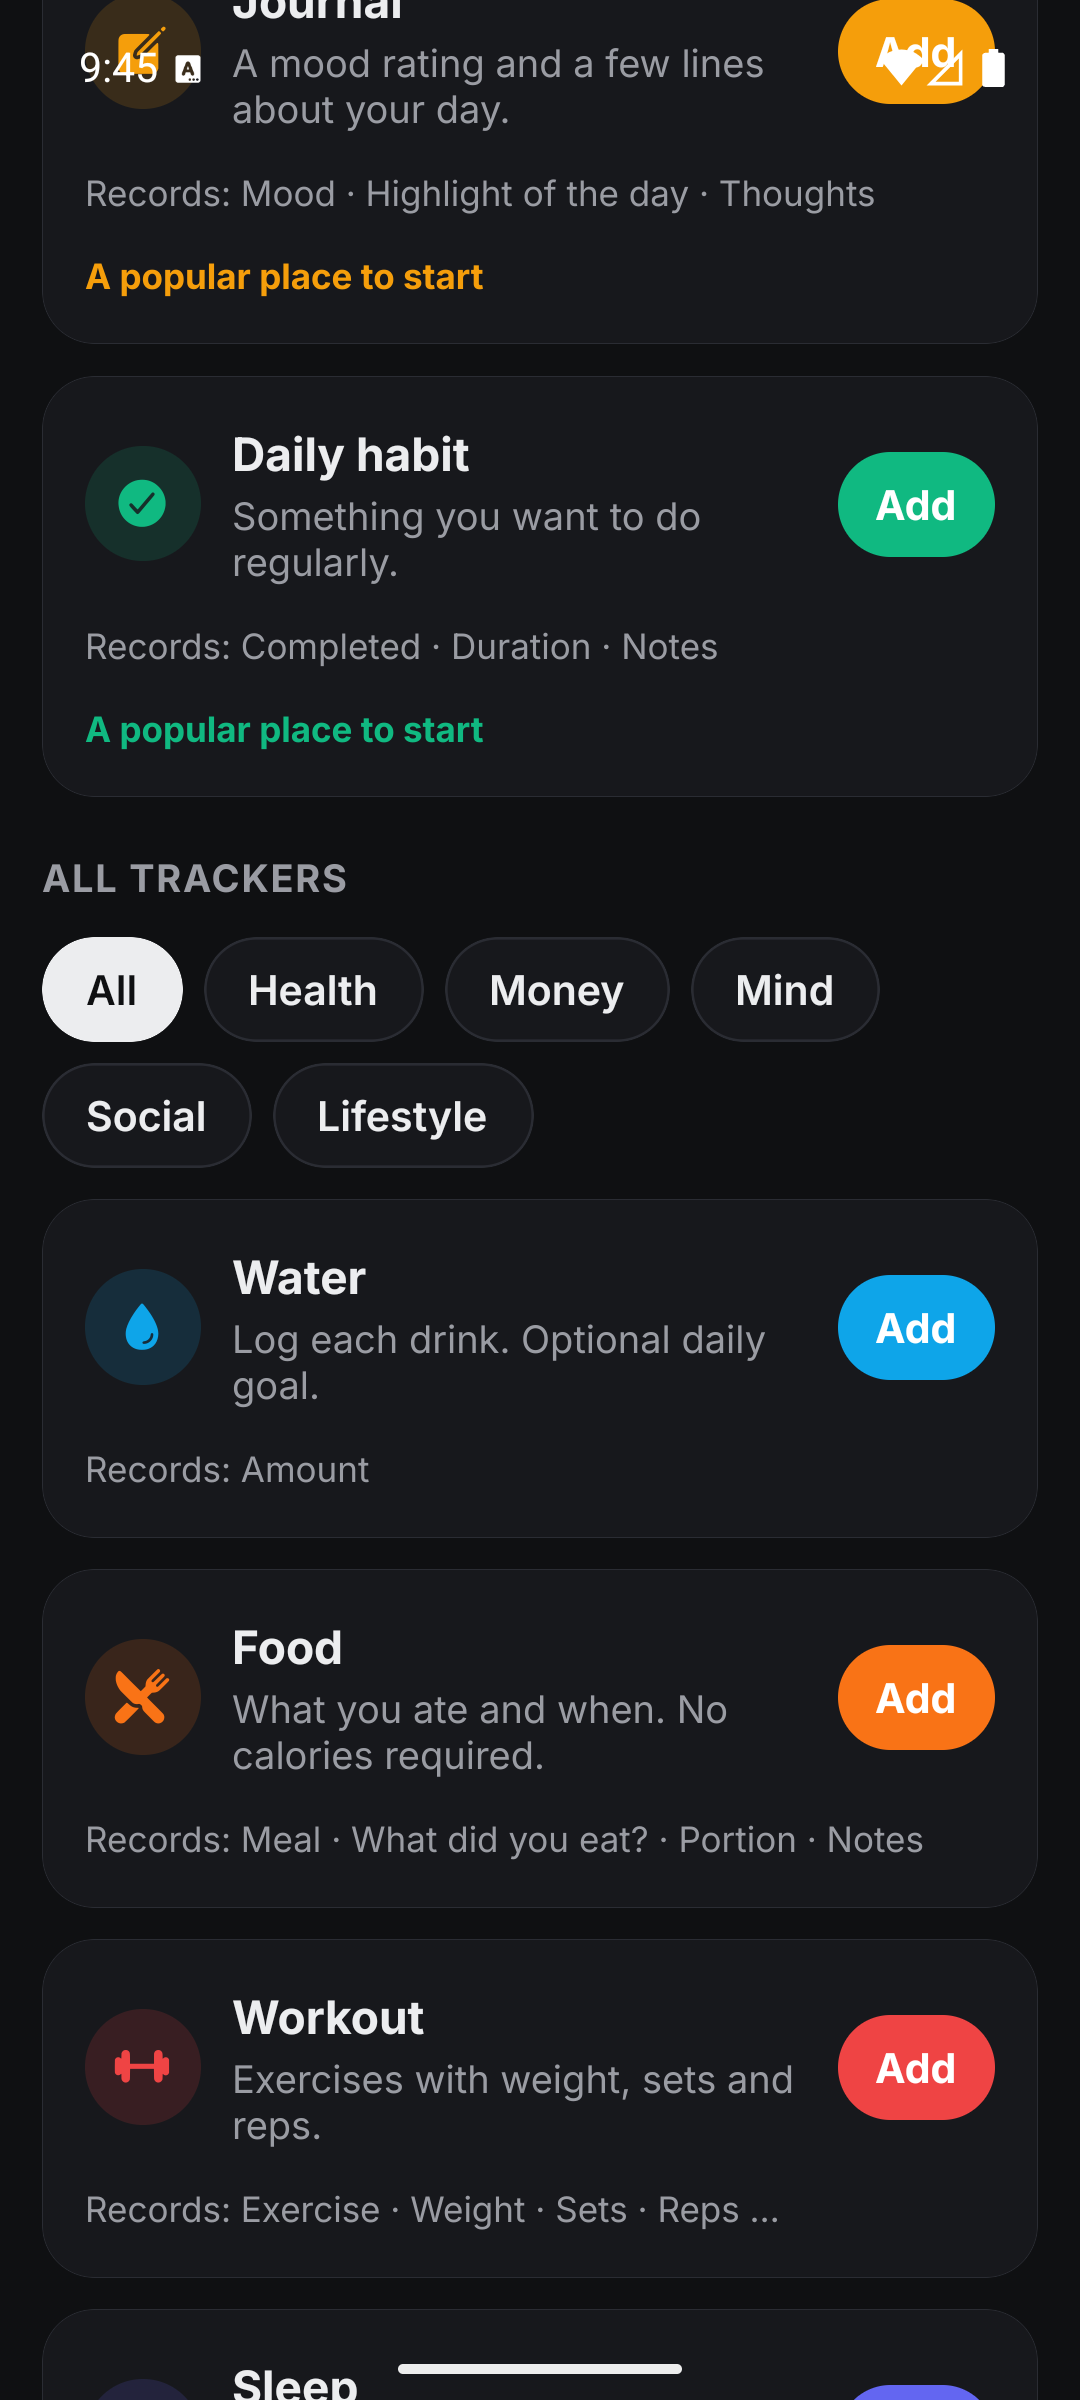 Journal
9:45
A mood rating and a few lines
about your day.
Add
Records: Mood · Highlight of the day · Thoughts
A popular place to start
Daily habit
Something you want to do
regularly.
Add
Records: Completed · Duration · Notes
A popular place to start
ALL TRACKERS
All
Health
Money
Mind
Social
Lifestyle
Water
Log each drink. Optional daily
goal.
Add
Records: Amount
Food
What you ate and when. No
calories required.
Add
Records: Meal · What did you eat? · Portion · Notes
Workout
Exercises with weight, sets and
reps.
Add
Records: Exercise · Weight · Sets · Reps ...
Sleep